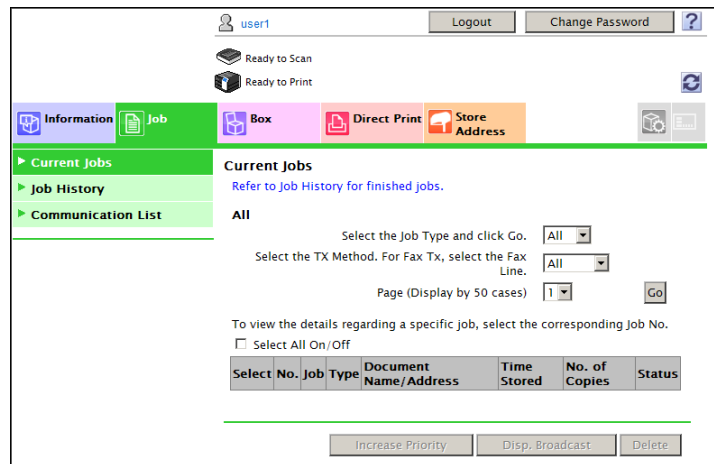 user1
Logout
Change Password
?
Ready to Scan
Ready to Print
Information
Job
Box
Direct Print
Store
Address
Current Jobs
Job History
Communication List
Current Jobs
Refer to Job History for finished jobs.
All
Select the Job Type and click Go.
All
Select the TX Method. For Fax Tx, select the Fax
Line.
All
Page (Display by 50 cases)
1
Go
To view the details regarding a specific job, select the corresponding Job No.
Select All On/Off
Select No. Job Type Document Name/Address Time Stored No. of Copies Status
Increase Priority
Disp. Broadcast
Delete